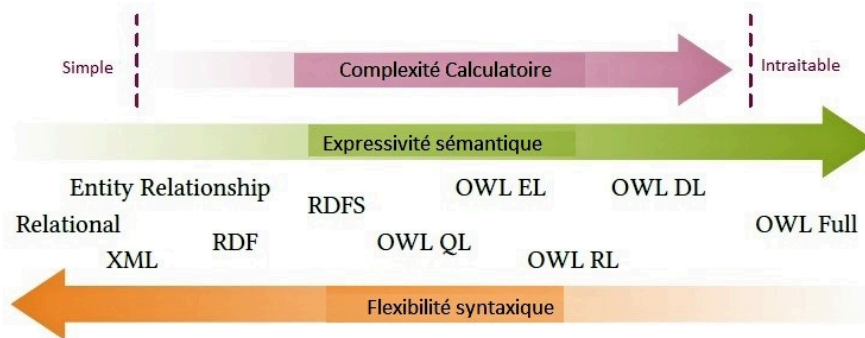 Simple
Complexité Calculatoire
Intraitable
Expressivité sémantique
Entity Relationship
OWL EL
OWL DL
RDFS
Relational
OWL Full
RDF
OWL QL
XML
OWL RL
Flexibilité syntaxique